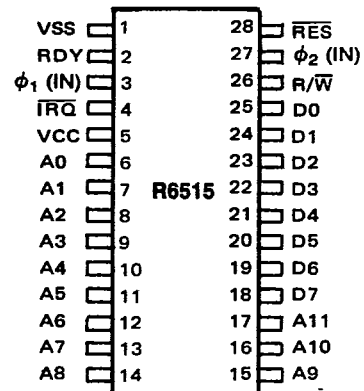 VSS 1 28 R̅E̅S̅
RDY 2 27 ϕ2 (IN)
ϕ1 (IN) 3 26 R/W̅
I̅R̅Q̅ 4 25 D0
VCC 5 24 D1
A0 6 23 D2
A1 7 R6515 22 D3
A2 8 21 D4
A3 9 20 D5
A4 10 19 D6
A5 11 18 D7
A6 12 17 A11
A7 13 16 A10
A8 14 15 A9